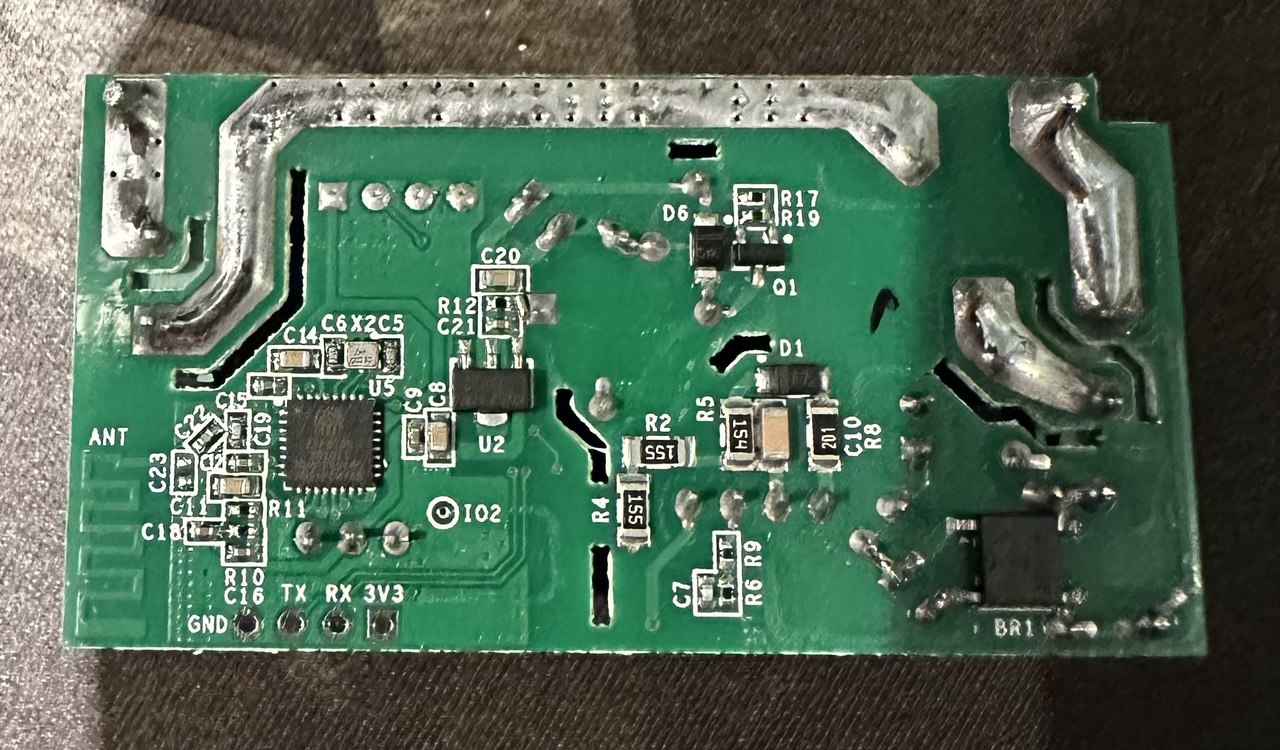 R17
R19
D6
Q1
C20
R12
C21
C6 X2 C5
C14
U5
D1
C15
C22
C19
C9
C8
U2
R5
154
201
C10
R8
R2
155
ANT
C23
C11
R11
C18
IO2
R4
155
R10
C16
C7
R9
R6
GND
TX
RX
3V3
BR1